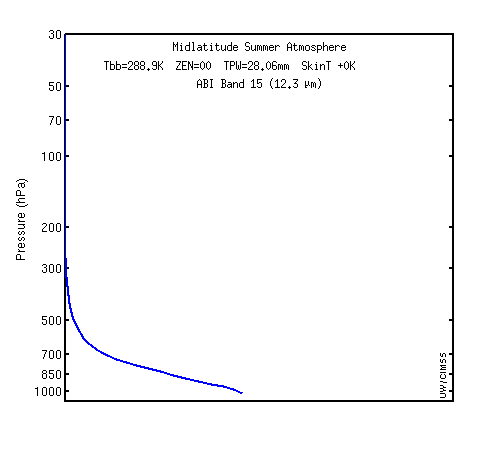 Midlatitude Summer Atmosphere
Tbb=288.9K ZEN=00 TPW=28.06mm SkinT +0K
ABI Band 15 (12.3 µm)
Pressure (hPa)
30
50
70
100
200
300
500
700
850
1000
UW/CIMSS